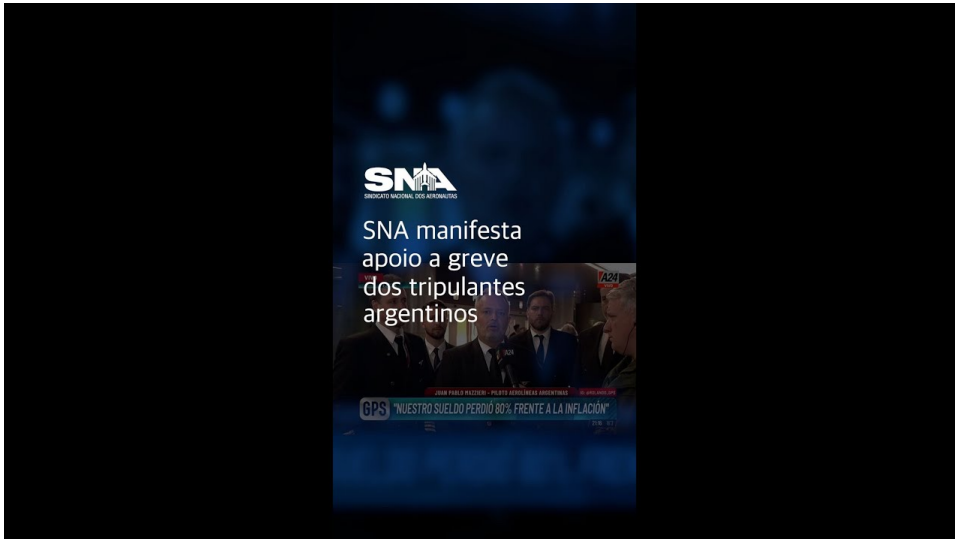 SNA
SINDICATO NACIONAL DOS AERONAUTAS
SNA manifesta
apoio a greve
dos tripulantes
argentinos
A24
A24
JUAN PABLO MAZZIERI - PILOTO AEROLÍNEAS ARGENTINAS
GPS
"NUESTRO SUELDO PERDIÓ 80% FRENTE A LA INFLACIÓN"